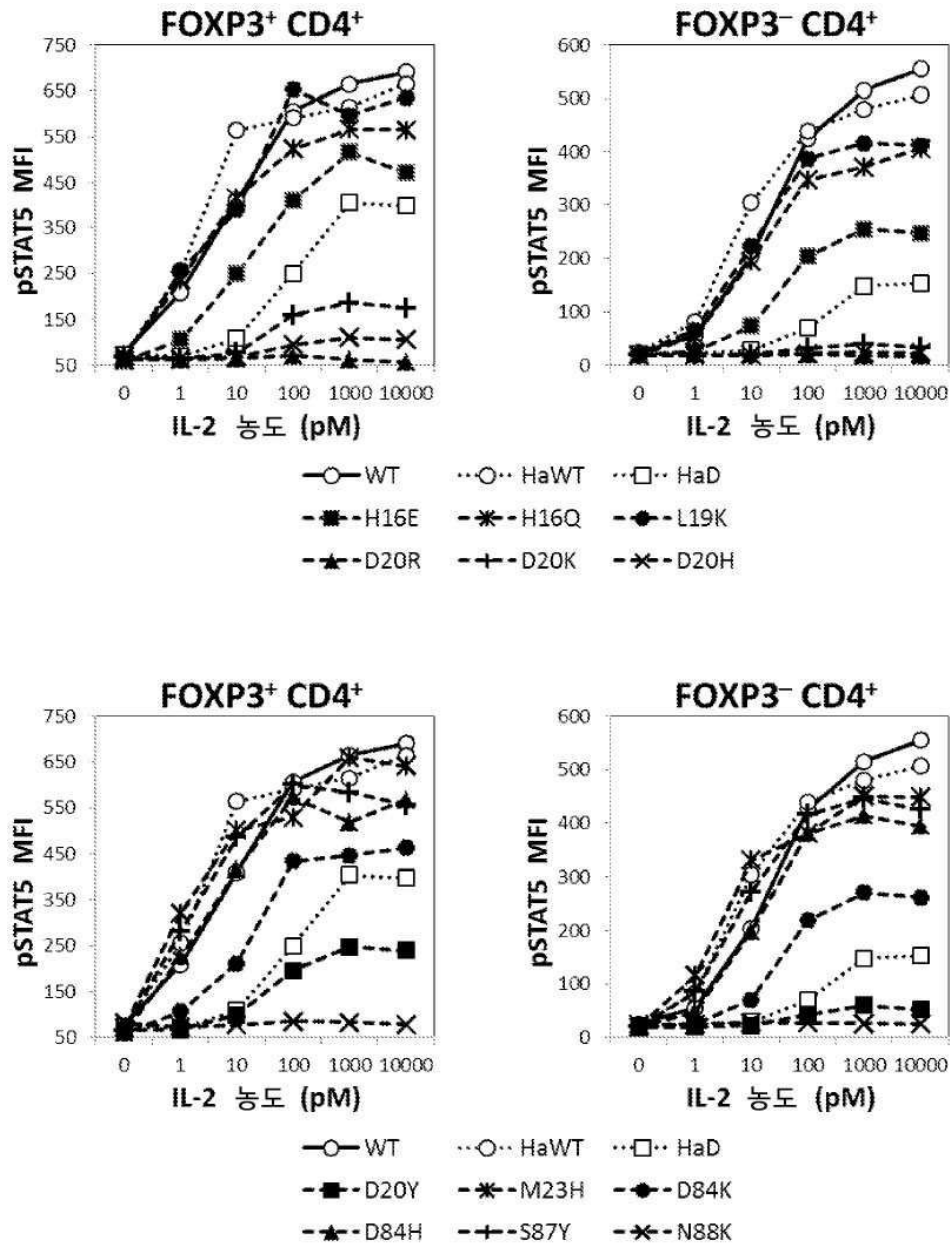 FOXP3⁺ CD4⁺
FOXP3⁻ CD4⁺
pSTAT5 MFI
750
650
550
450
350
250
150
50
0 1 10 100 1000 10000
IL-2 농도 (pM)
pSTAT5 MFI
600
500
400
300
200
100
0
0 1 10 100 1000 10000
IL-2 농도 (pM)
WT HaWT HaD
H16E H16Q L19K
D20R D20K D20H
FOXP3⁺ CD4⁺
FOXP3⁻ CD4⁺
pSTAT5 MFI
750
650
550
450
350
250
150
50
0 1 10 100 1000 10000
IL-2 농도 (pM)
pSTAT5 MFI
600
500
400
300
200
100
0
0 1 10 100 1000 10000
IL-2 농도 (pM)
WT HaWT HaD
D20Y M23H D84K
D84H S87Y N88K